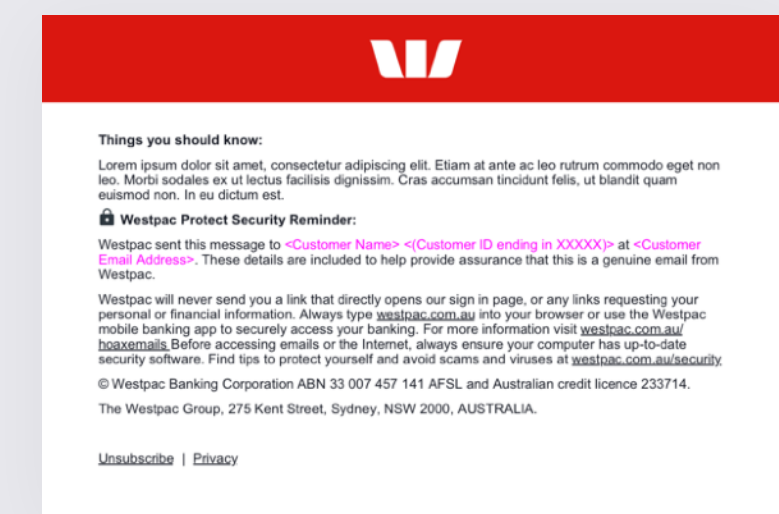 Things you should know:
Lorem ipsum dolor sit amet, consectetur adipiscing elit. Etiam at ante ac leo rutrum commodo eget non
leo. Morbi sodales ex ut lectus facilisis dignissim. Cras accumsan tincidunt felis, ut blandit quam
euismod non. In eu dictum est.
Westpac Protect Security Reminder:
Westpac sent this message to <Customer Name> <(Customer ID ending in XXXXX)> at <Customer
Email Address>. These details are included to help provide assurance that this is a genuine email from
Westpac.
Westpac will never send you a link that directly opens our sign in page, or any links requesting your
personal or financial information. Always type westpac.com.au into your browser or use the Westpac
mobile banking app to securely access your banking. For more information visit westpac.com.au/
hoaxemails Before accessing emails or the Internet, always ensure your computer has up-to-date
security software. Find tips to protect yourself and avoid scams and viruses at westpac.com.au/security
© Westpac Banking Corporation ABN 33 007 457 141 AFSL and Australian credit licence 233714.
The Westpac Group, 275 Kent Street, Sydney, NSW 2000, AUSTRALIA.
Unsubscribe | Privacy